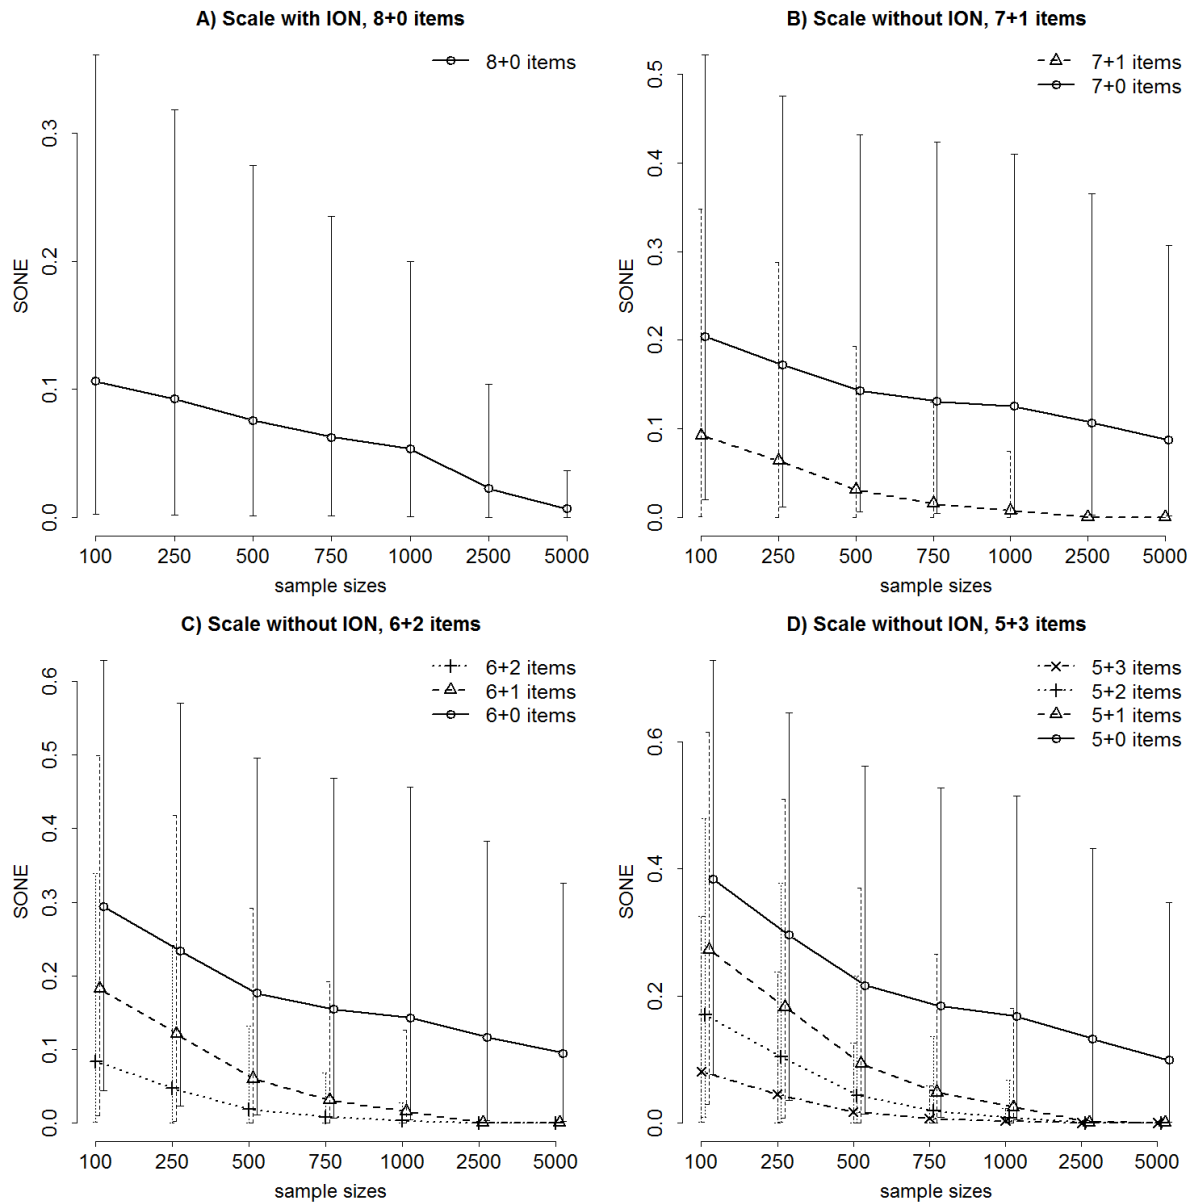 A) Scale with ION, 8+0 items
8+0 items
SONE
0.0 0.1 0.2 0.3
100 250 500 750 1000 2500 5000
sample sizes
B) Scale without ION, 7+1 items
7+1 items
7+0 items
SONE
0.0 0.1 0.2 0.3 0.4 0.5
100 250 500 750 1000 2500 5000
sample sizes
C) Scale without ION, 6+2 items
6+2 items
6+1 items
6+0 items
SONE
0.0 0.1 0.2 0.3 0.4 0.5 0.6
100 250 500 750 1000 2500 5000
sample sizes
D) Scale without ION, 5+3 items
5+3 items
5+2 items
5+1 items
5+0 items
SONE
0.0 0.2 0.4 0.6
100 250 500 750 1000 2500 5000
sample sizes